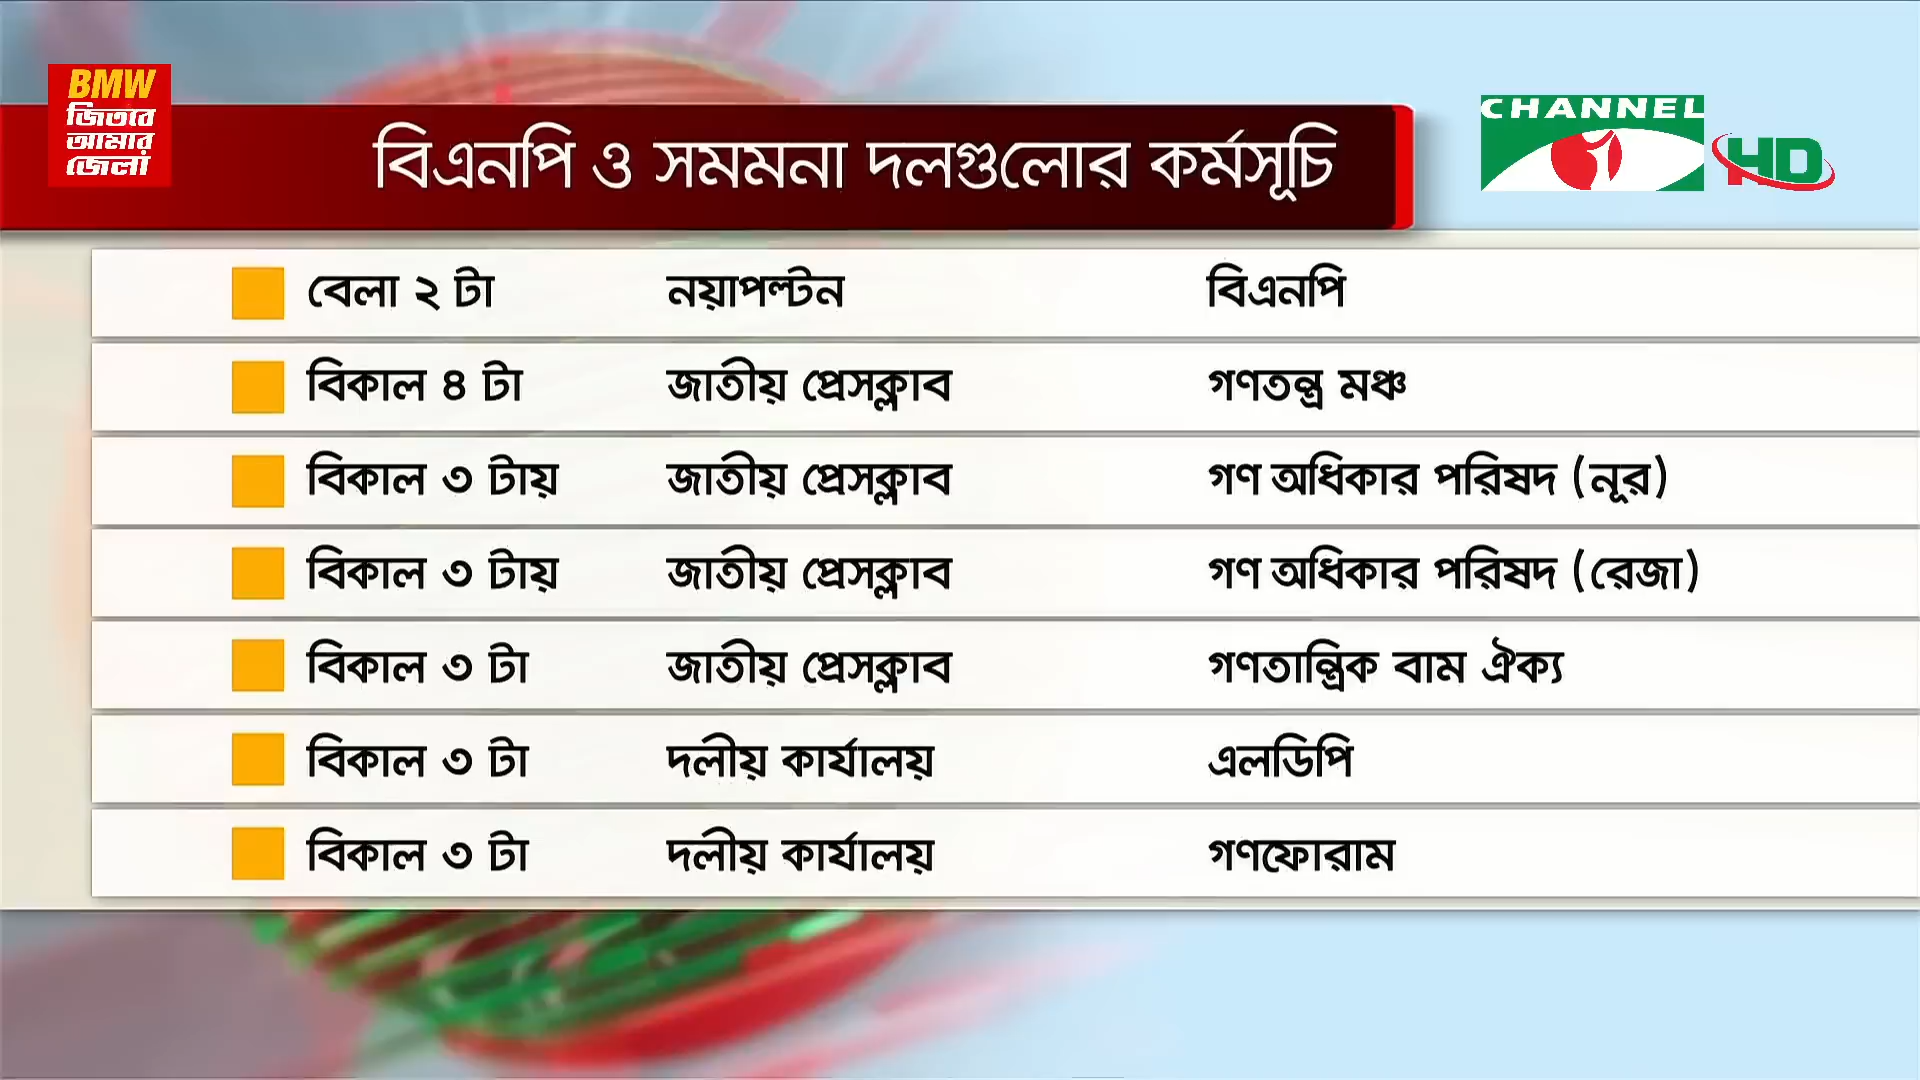 BMW
জিতবে
আমার
জেলা
বিএনপি ও সমমনা দলগুলোর কর্মসূচি
CHANNEL
i HD
বেলা ২ টা নয়াপল্টন বিএনপি
বিকাল ৪ টা জাতীয় প্রেসক্লাব গণতন্ত্র মঞ্চ
বিকাল ৩ টায় জাতীয় প্রেসক্লাব গণ অধিকার পরিষদ (নূর)
বিকাল ৩ টায় জাতীয় প্রেসক্লাব গণ অধিকার পরিষদ (রেজা)
বিকাল ৩ টা জাতীয় প্রেসক্লাব গণতান্ত্রিক বাম ঐক্য
বিকাল ৩ টা দলীয় কার্যালয় এলডিপি
বিকাল ৩ টা দলীয় কার্যালয় গণফোরাম